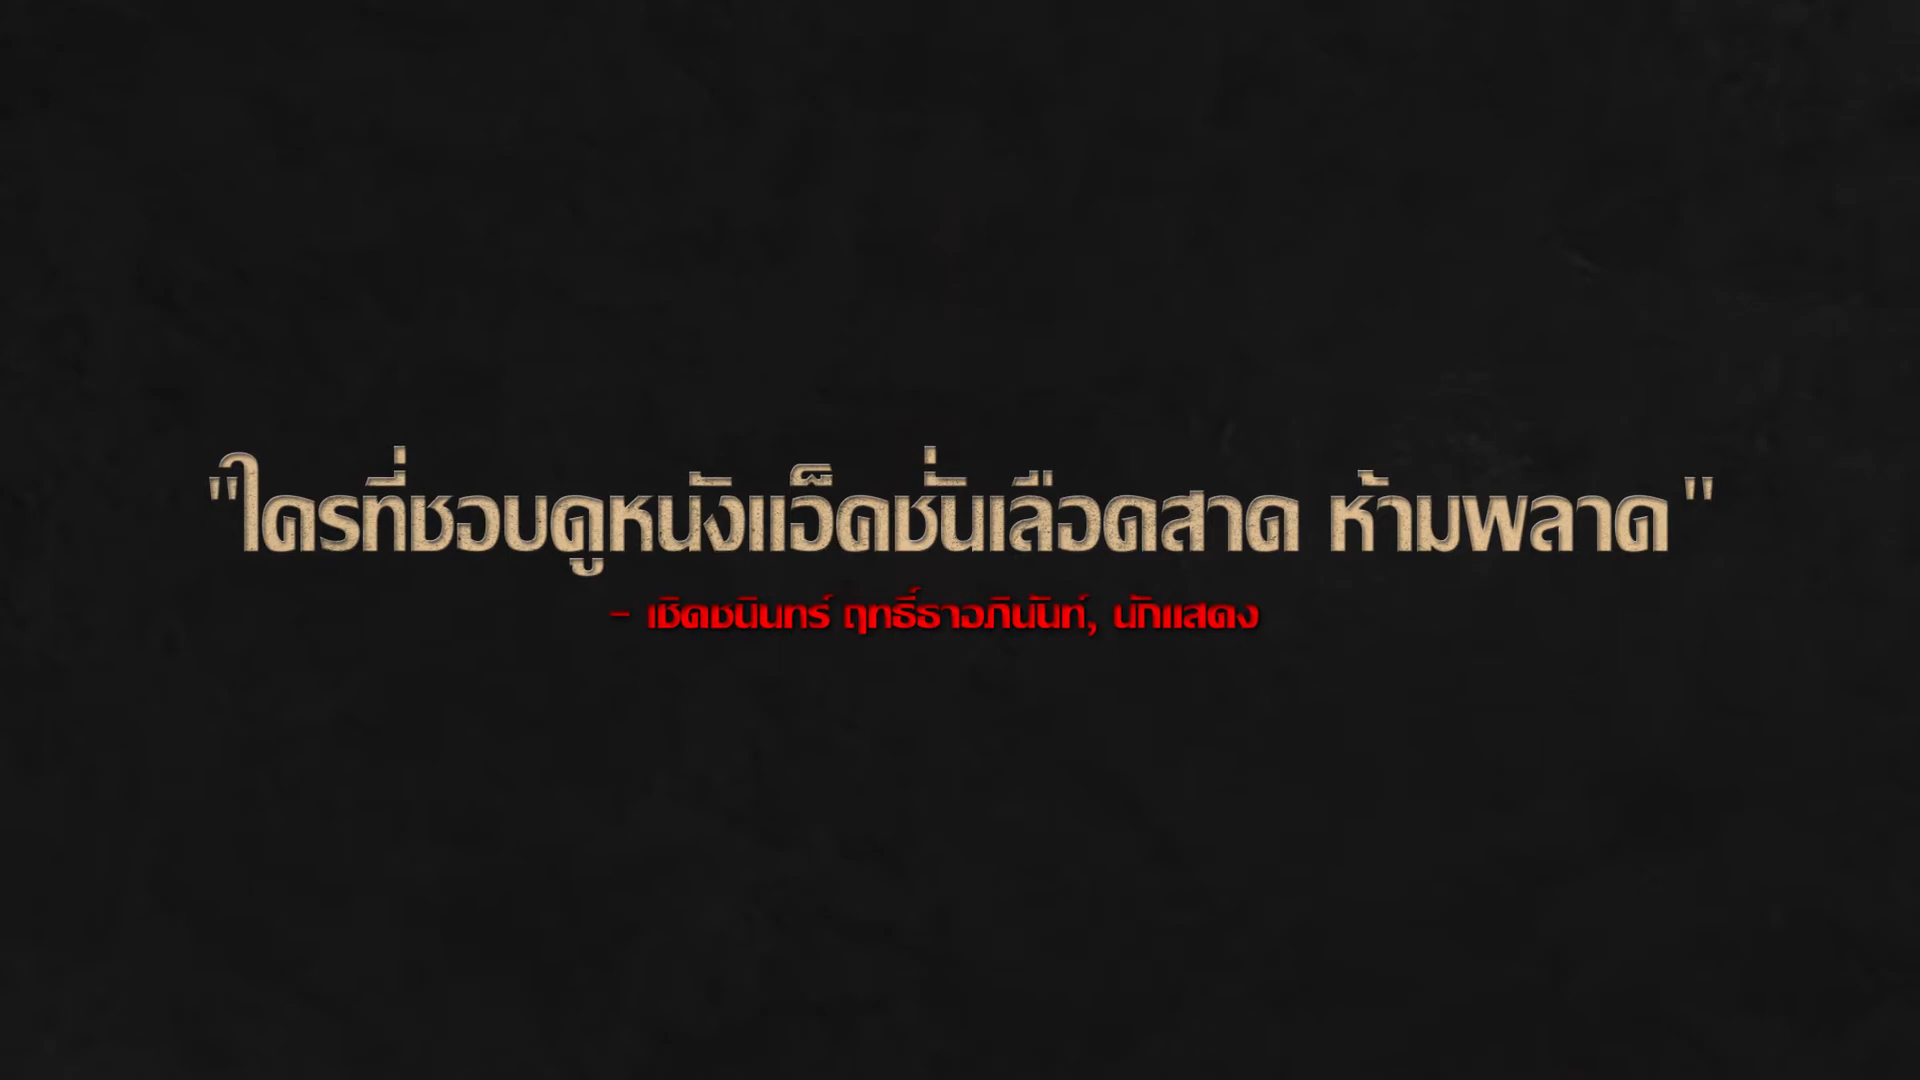 "ใครที่ชอบดูหนังแอ็คชั่นเลือดสาด ห้ามพลาด"
- เชิดชนินทร์ ฤทธิ์ธาอภินันท์, นักแสดง